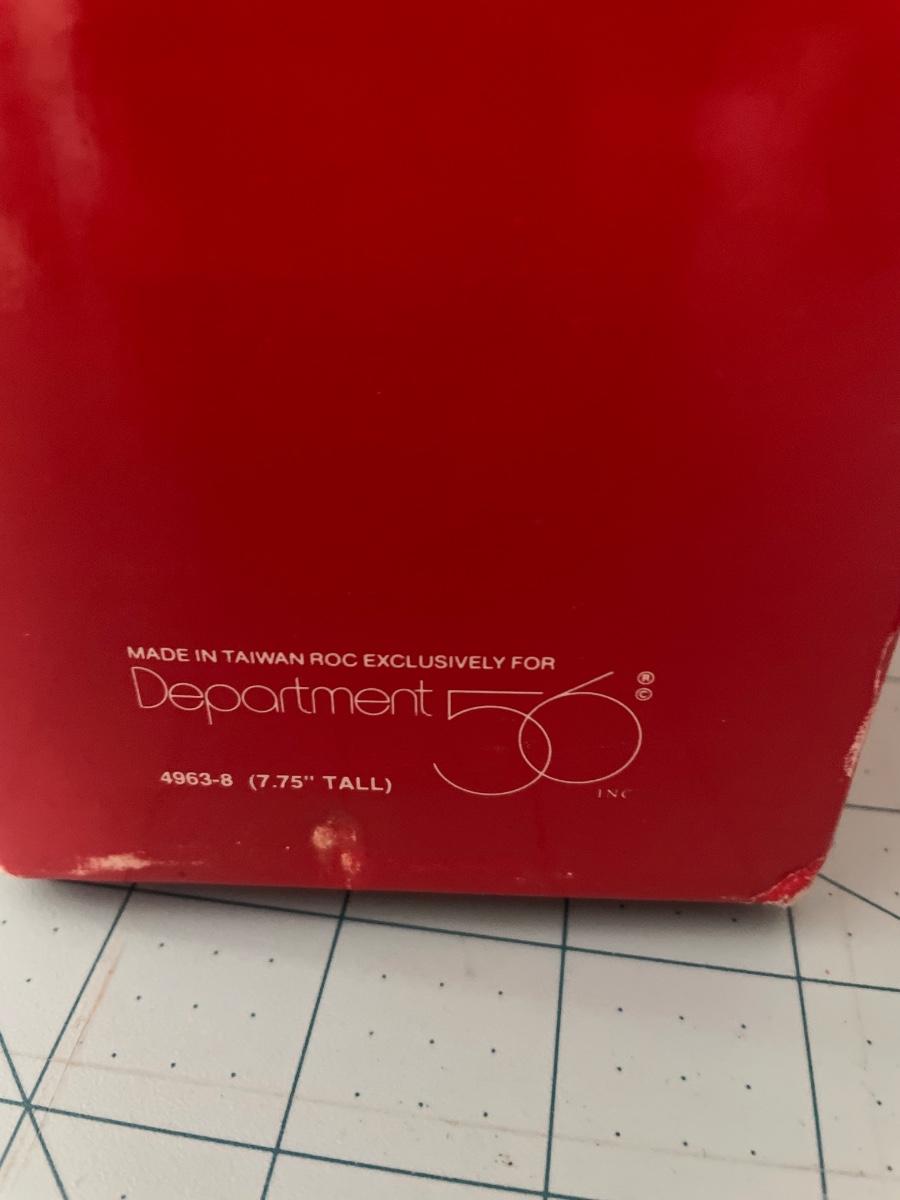 MADE IN TAIWAN ROC EXCLUSIVELY FOR
Department 56 ® ©
INC
4963-8 (7.75" TALL)